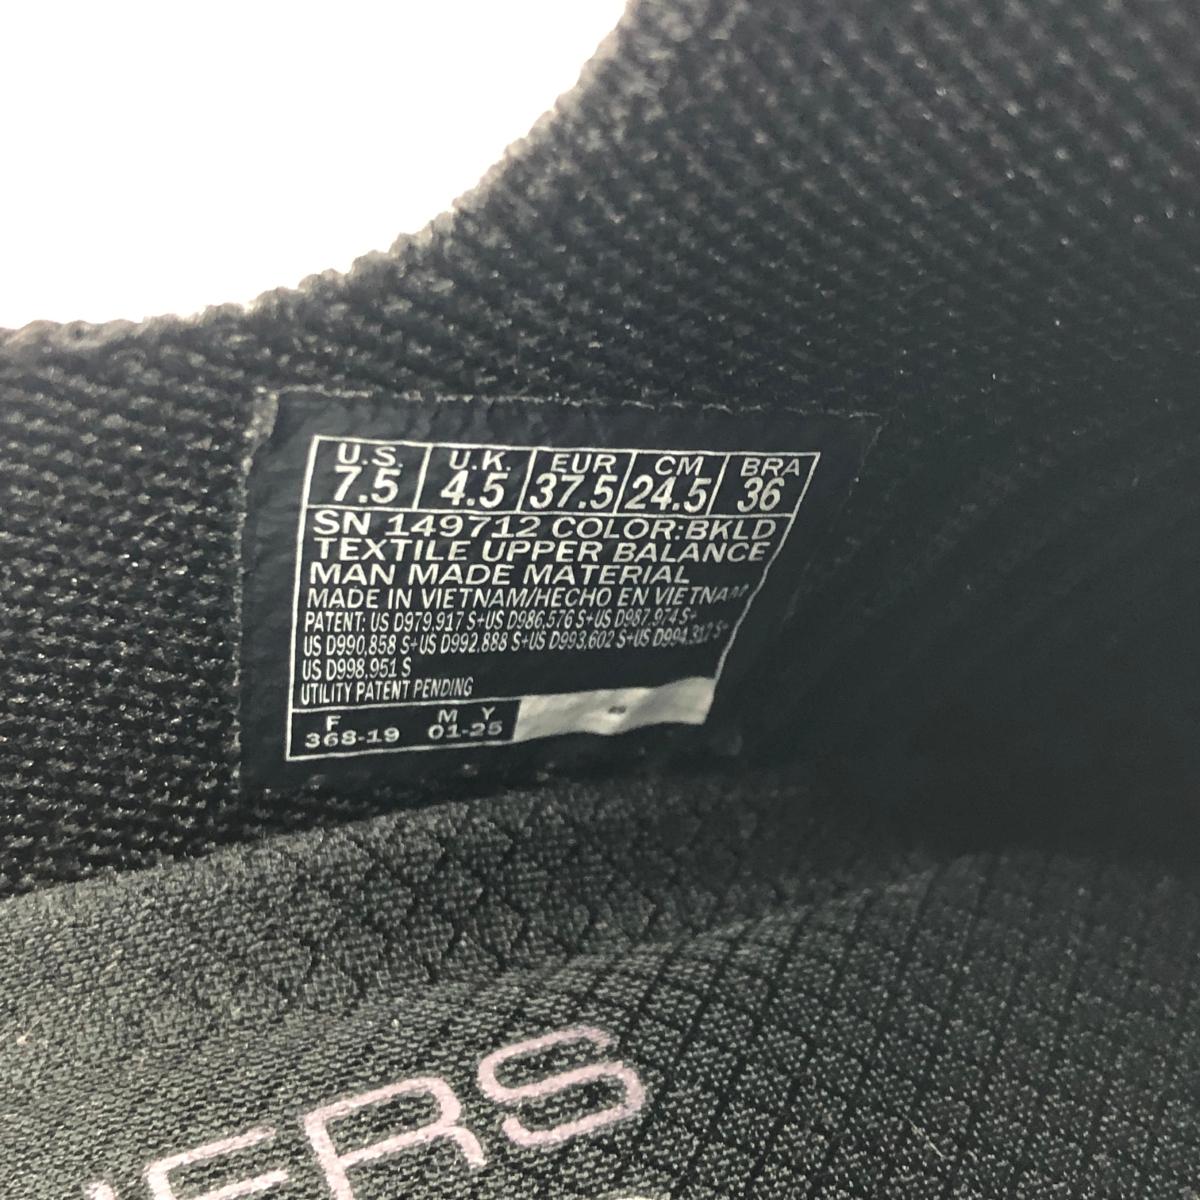 U.S. U.K. EUR CM BRA
7.5 4.5 37.5 24.5 36
SN 149712 COLOR:BKLD
TEXTILE UPPER BALANCE
MAN MADE MATERIAL
MADE IN VIETNAM/HECHO EN VIETNAM
PATENT: US D979,917 S+US D986,576 S+US D987,974 S+
US D990,858 S+US D992,888 S+US D993,602 S+US D994,312 S+
US D998,951 S
UTILITY PATENT PENDING
F M Y
368-19 01-25
ERS